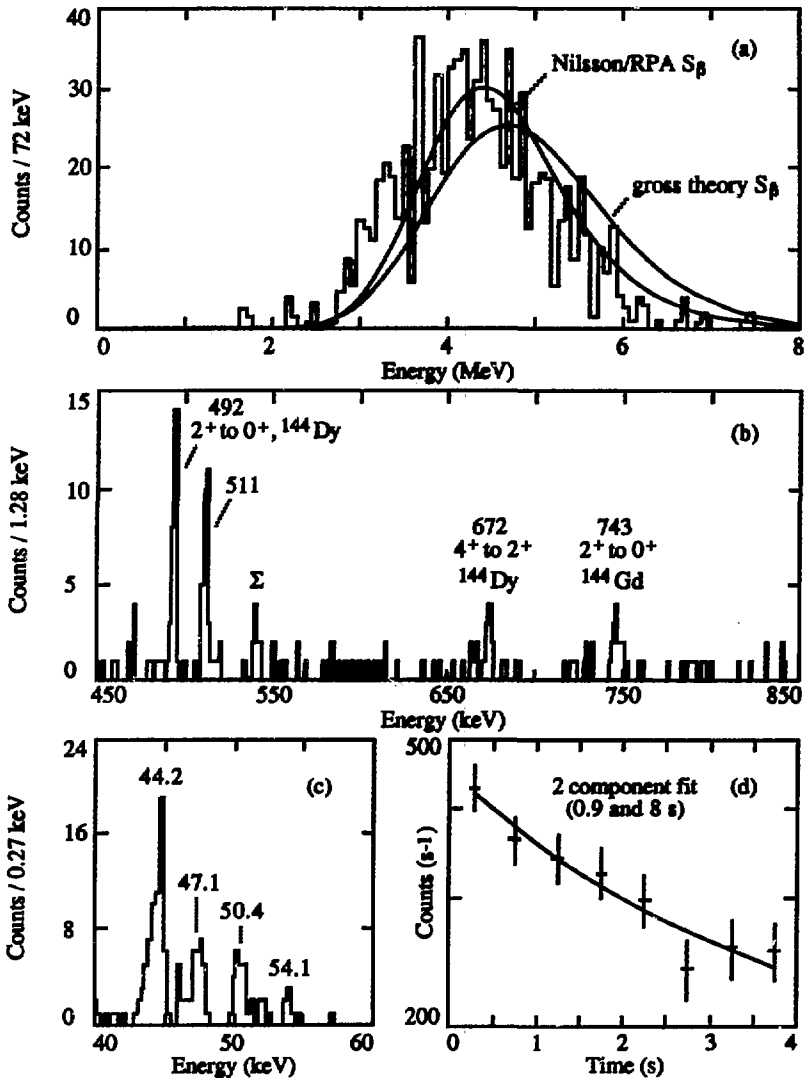 40
30
20
10
0
Counts / 72 keV
Nilsson/RPA Sβ
(a)
gross theory Sβ
0 2 4 6 8
Energy (MeV)
15
10
5
0
Counts / 1.28 keV
492
2+ to 0+, 144Dy
511
Σ
672
4+ to 2+
144Dy
743
2+ to 0+
144Gd
(b)
450 550 650 750 850
Energy (keV)
24
16
8
0
Counts / 0.27 keV
44.2
47.1
50.4
54.1
(c)
40 50 60
Energy (keV)
500
200
Counts (s-1)
2 component fit
(0.9 and 8 s)
(d)
0 1 2 3 4
Time (s)